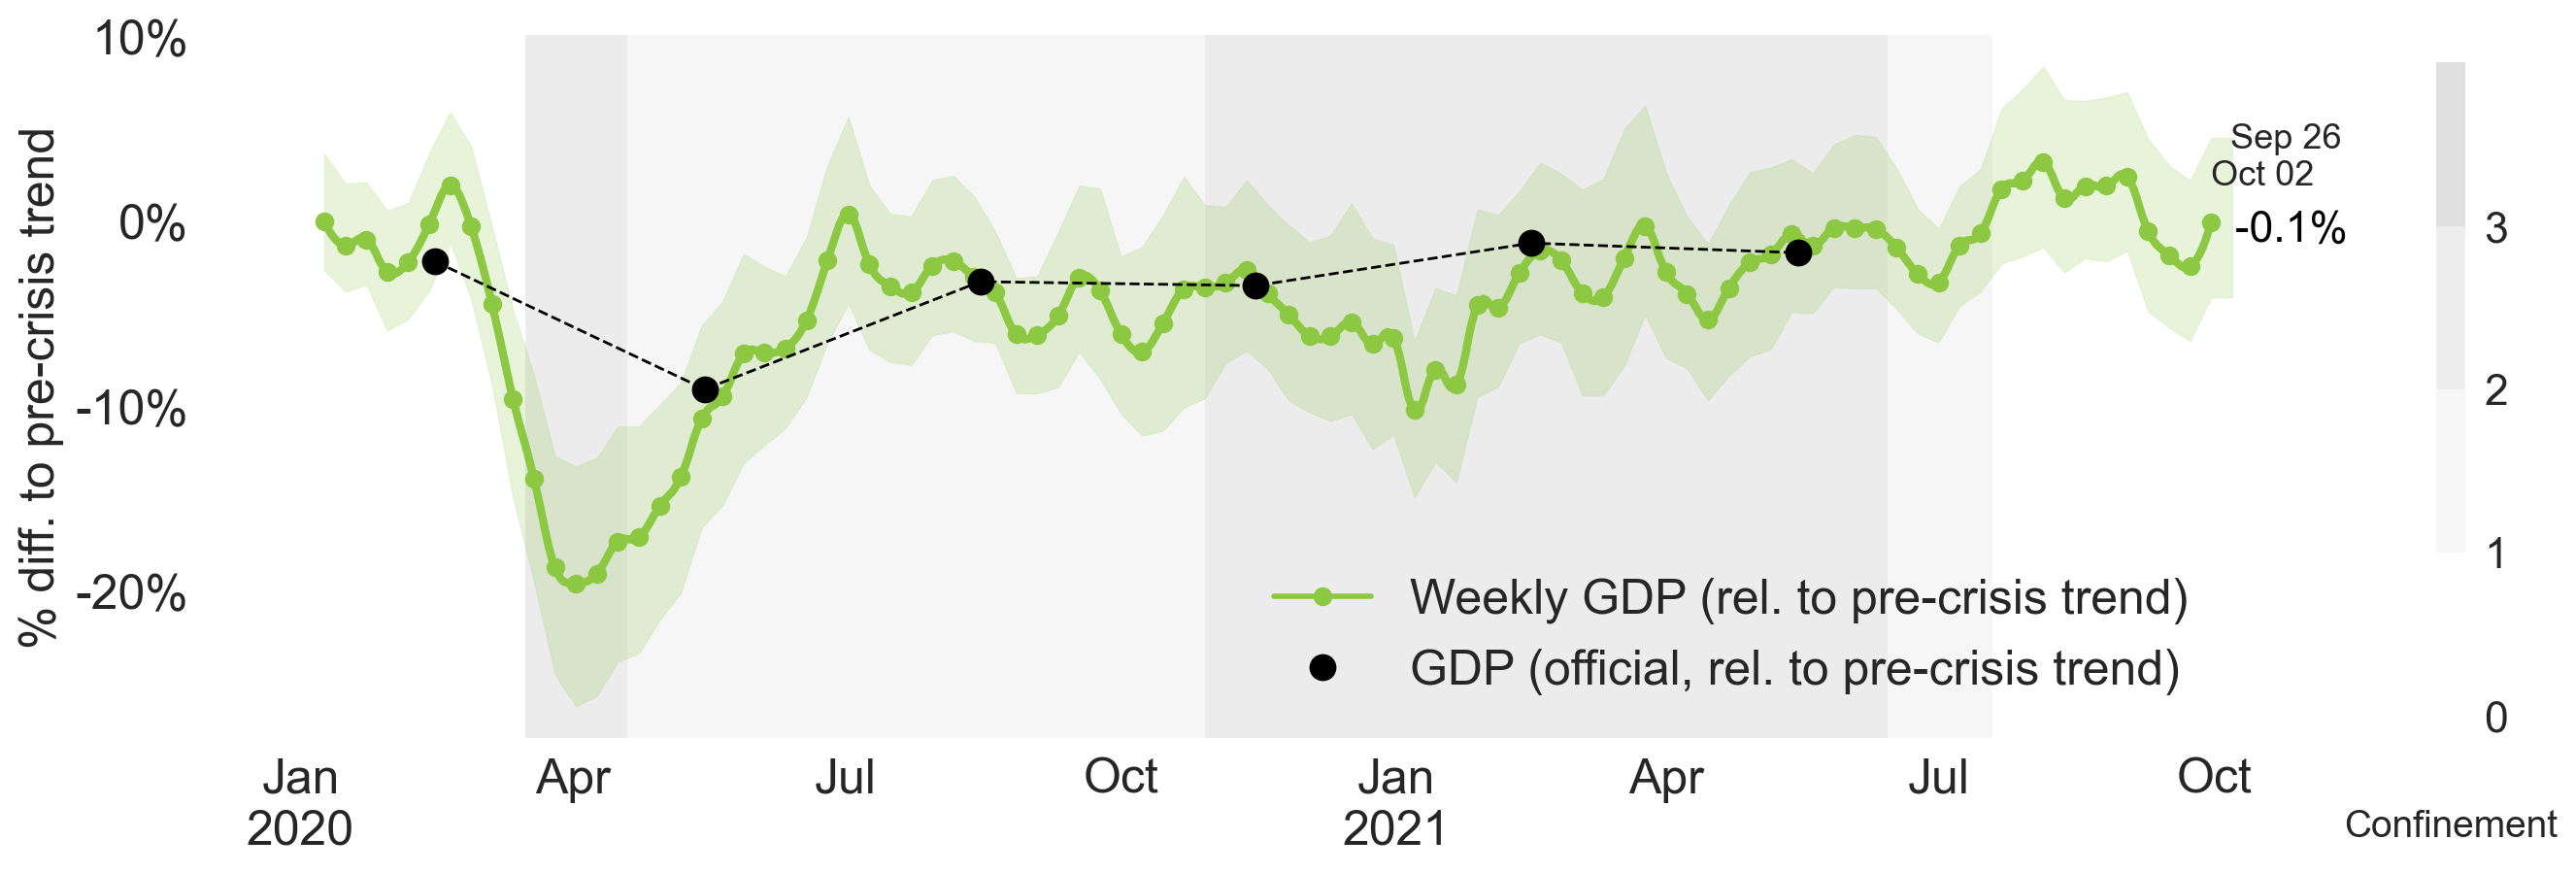 10%
0%
-10%
-20%
% diff. to pre-crisis trend
Sep 26
Oct 02
-0.1%
Weekly GDP (rel. to pre-crisis trend)
GDP (official, rel. to pre-crisis trend)
Jan
2020
Apr
Jul
Oct
Jan
2021
Apr
Jul
Oct
3
2
1
0
Confinement